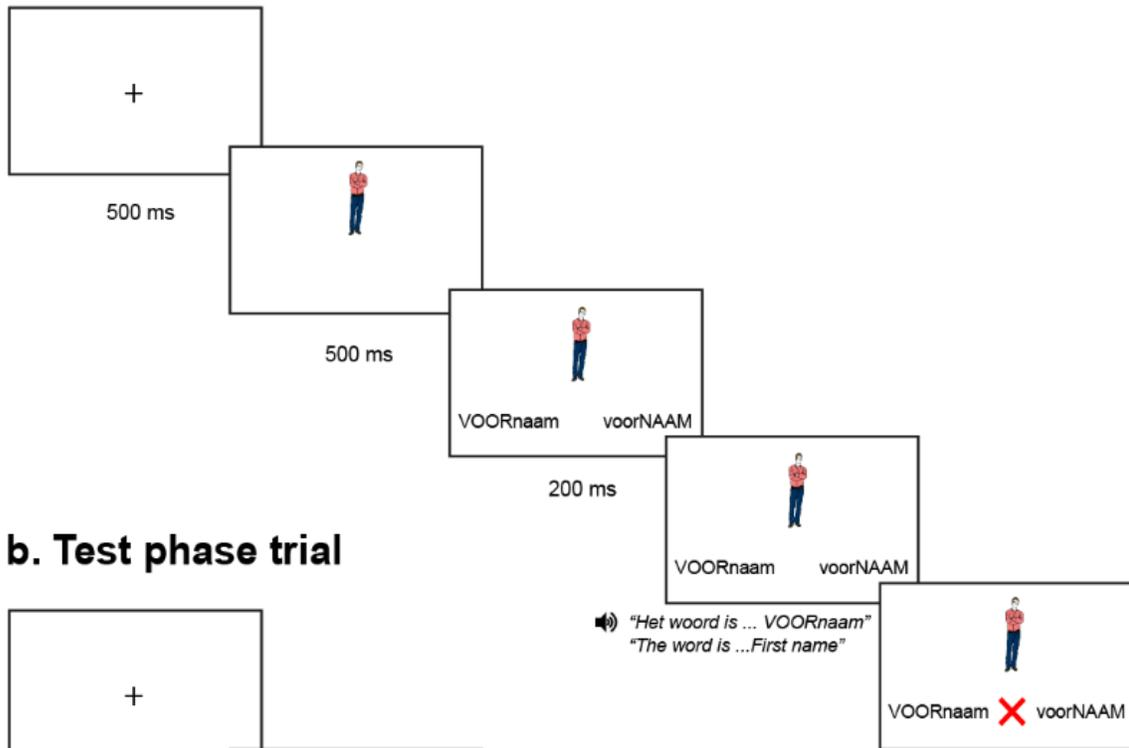 +
500 ms
500 ms
VOORnaam voorNAAM
200 ms
VOORnaam voorNAAM
"Het woord is ... VOORnaam"
"The word is ...First name"
VOORnaam voorNAAM
b. Test phase trial
+